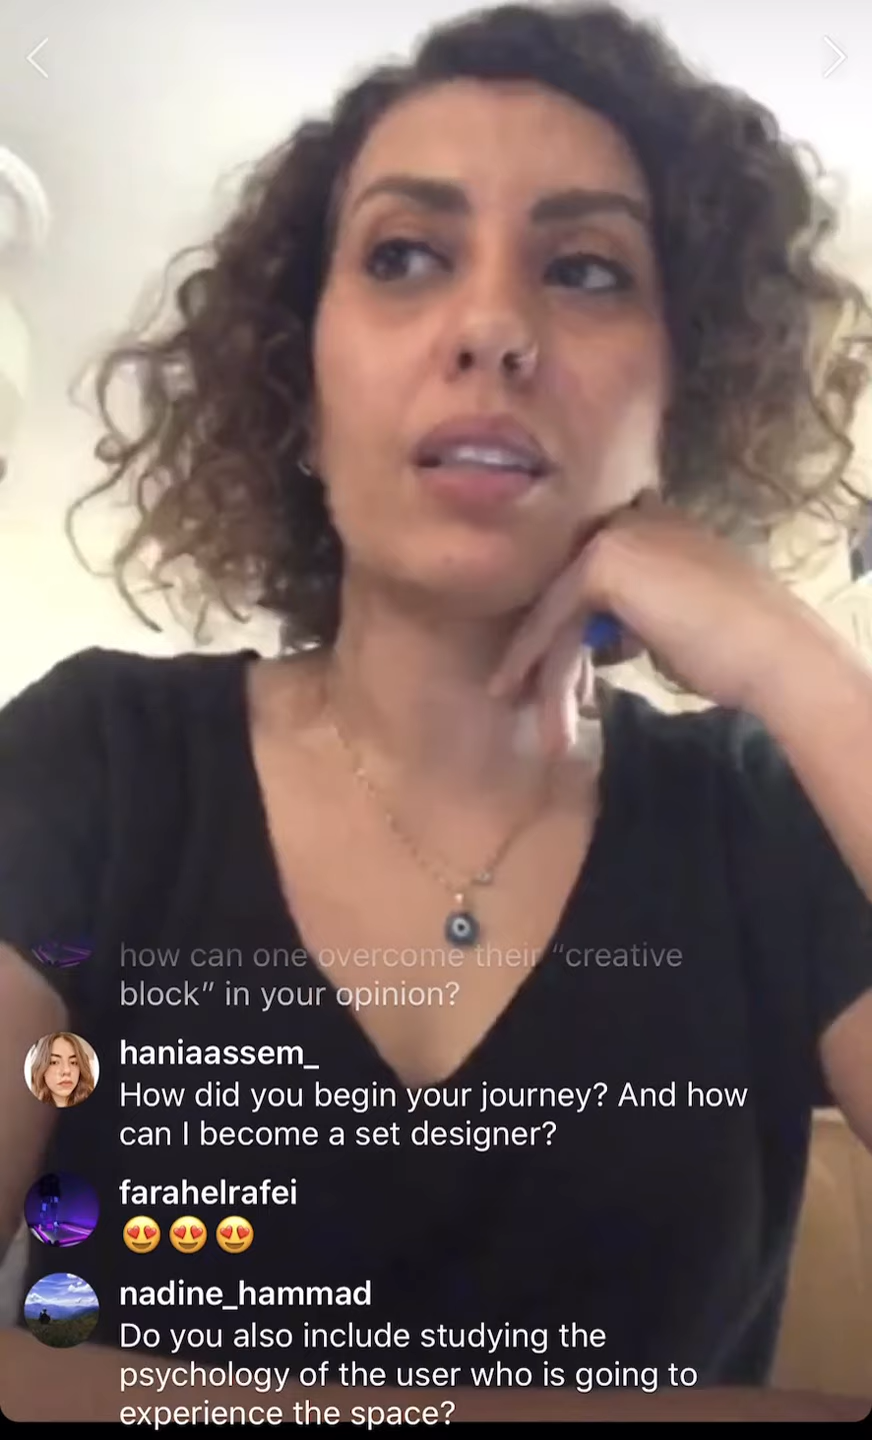 how can one overcome their “creative
block” in your opinion?
haniaassem_
How did you begin your journey? And how
can I become a set designer?
farahelrafei
😍😍😍
nadine_hammad
Do you also include studying the
psychology of the user who is going to
experience the space?